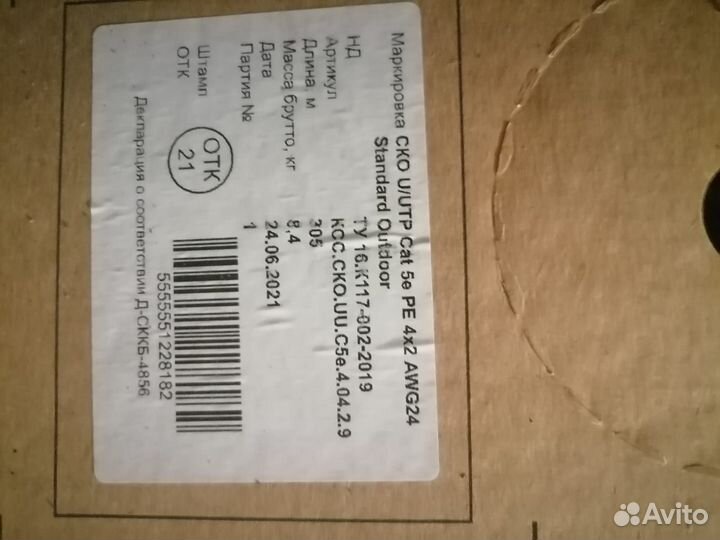 Маркировка СКО U/UTP Cat 5e PE 4x2 AWG24
Standard Outdoor
НД ТУ 16.К117-002-2019
Артикул КСС.СКО.UU.C5e.4.04.2.9
Длина м 305
Масса брутто, кг 8,4
Дата 24.06.2021
Партия № 1
Штамп
ОТК
ОТК
21
5555551228182
Декларация о соответствии Д-СККБ-4856
Avito